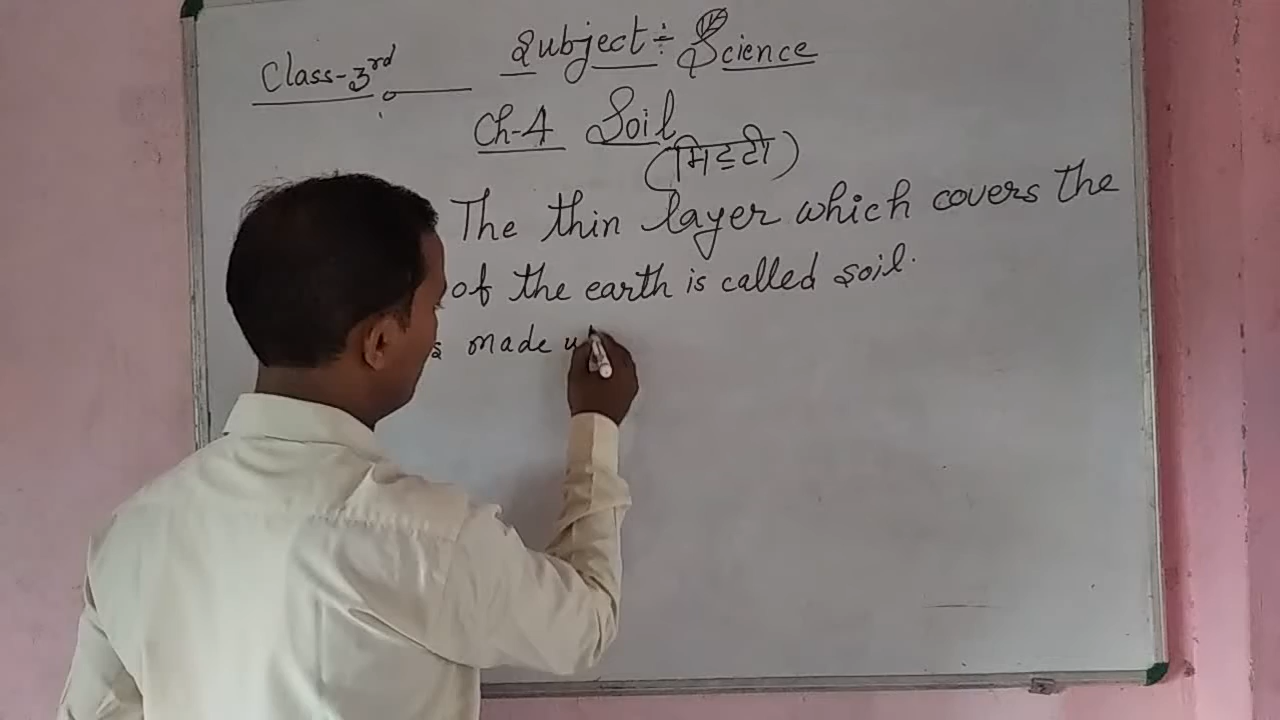 Class-3rd
Subject÷ Science
Ch-4 Soil
(मिट्टी)
The thin layer which covers the
of the earth is called soil.
made